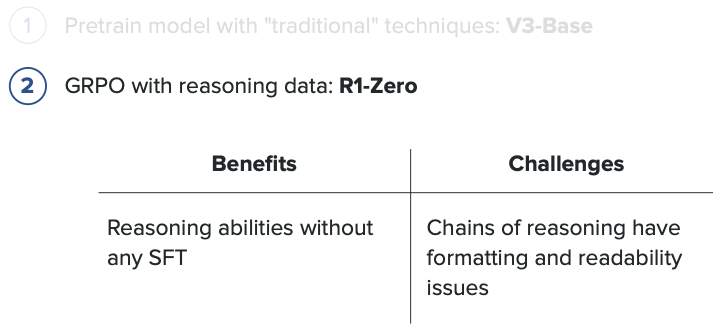 1 Pretrain model with "traditional" techniques: V3-Base
2 GRPO with reasoning data: R1-Zero
Benefits Challenges
Reasoning abilities without
any SFT
Chains of reasoning have
formatting and readability
issues